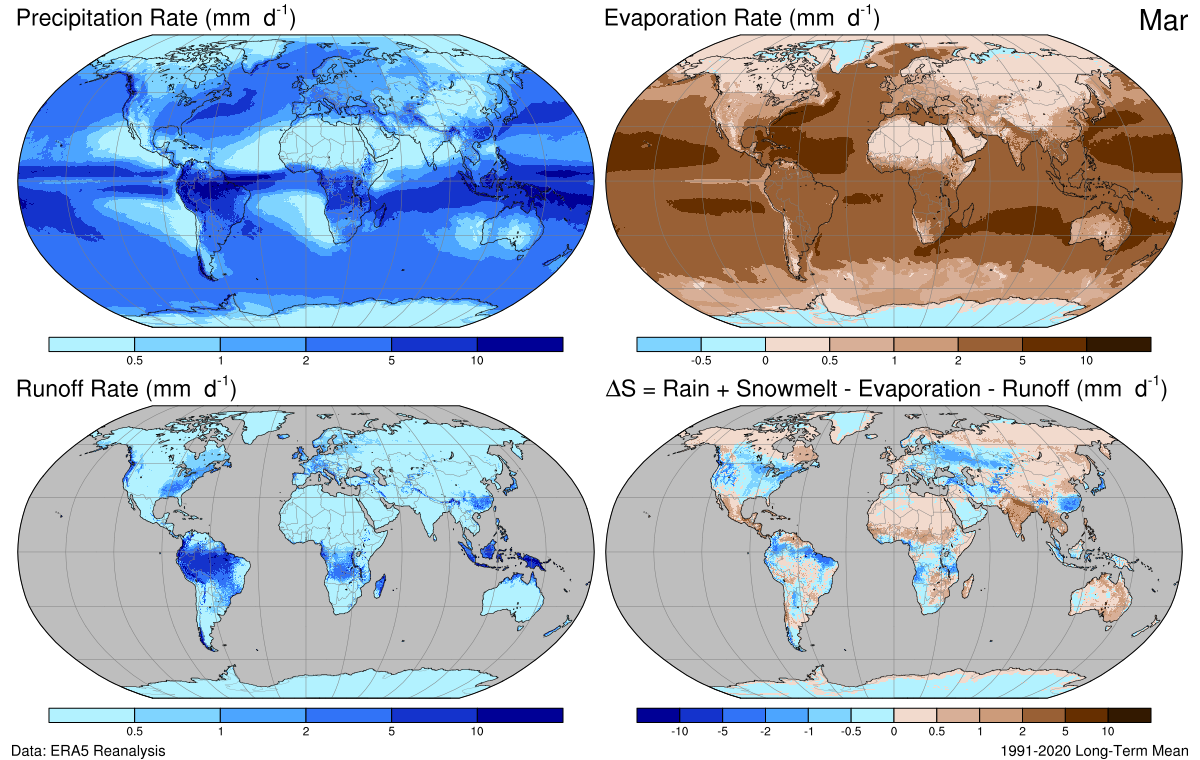 Precipitation Rate (mm d⁻¹)
Evaporation Rate (mm d⁻¹)
Mar
0.5 1 2 5 10
-0.5 0 0.5 1 2 5 10
Runoff Rate (mm d⁻¹)
ΔS = Rain + Snowmelt - Evaporation - Runoff (mm d⁻¹)
0.5 1 2 5 10
-10 -5 -2 -1 -0.5 0 0.5 1 2 5 10
Data: ERA5 Reanalysis
1991-2020 Long-Term Mean